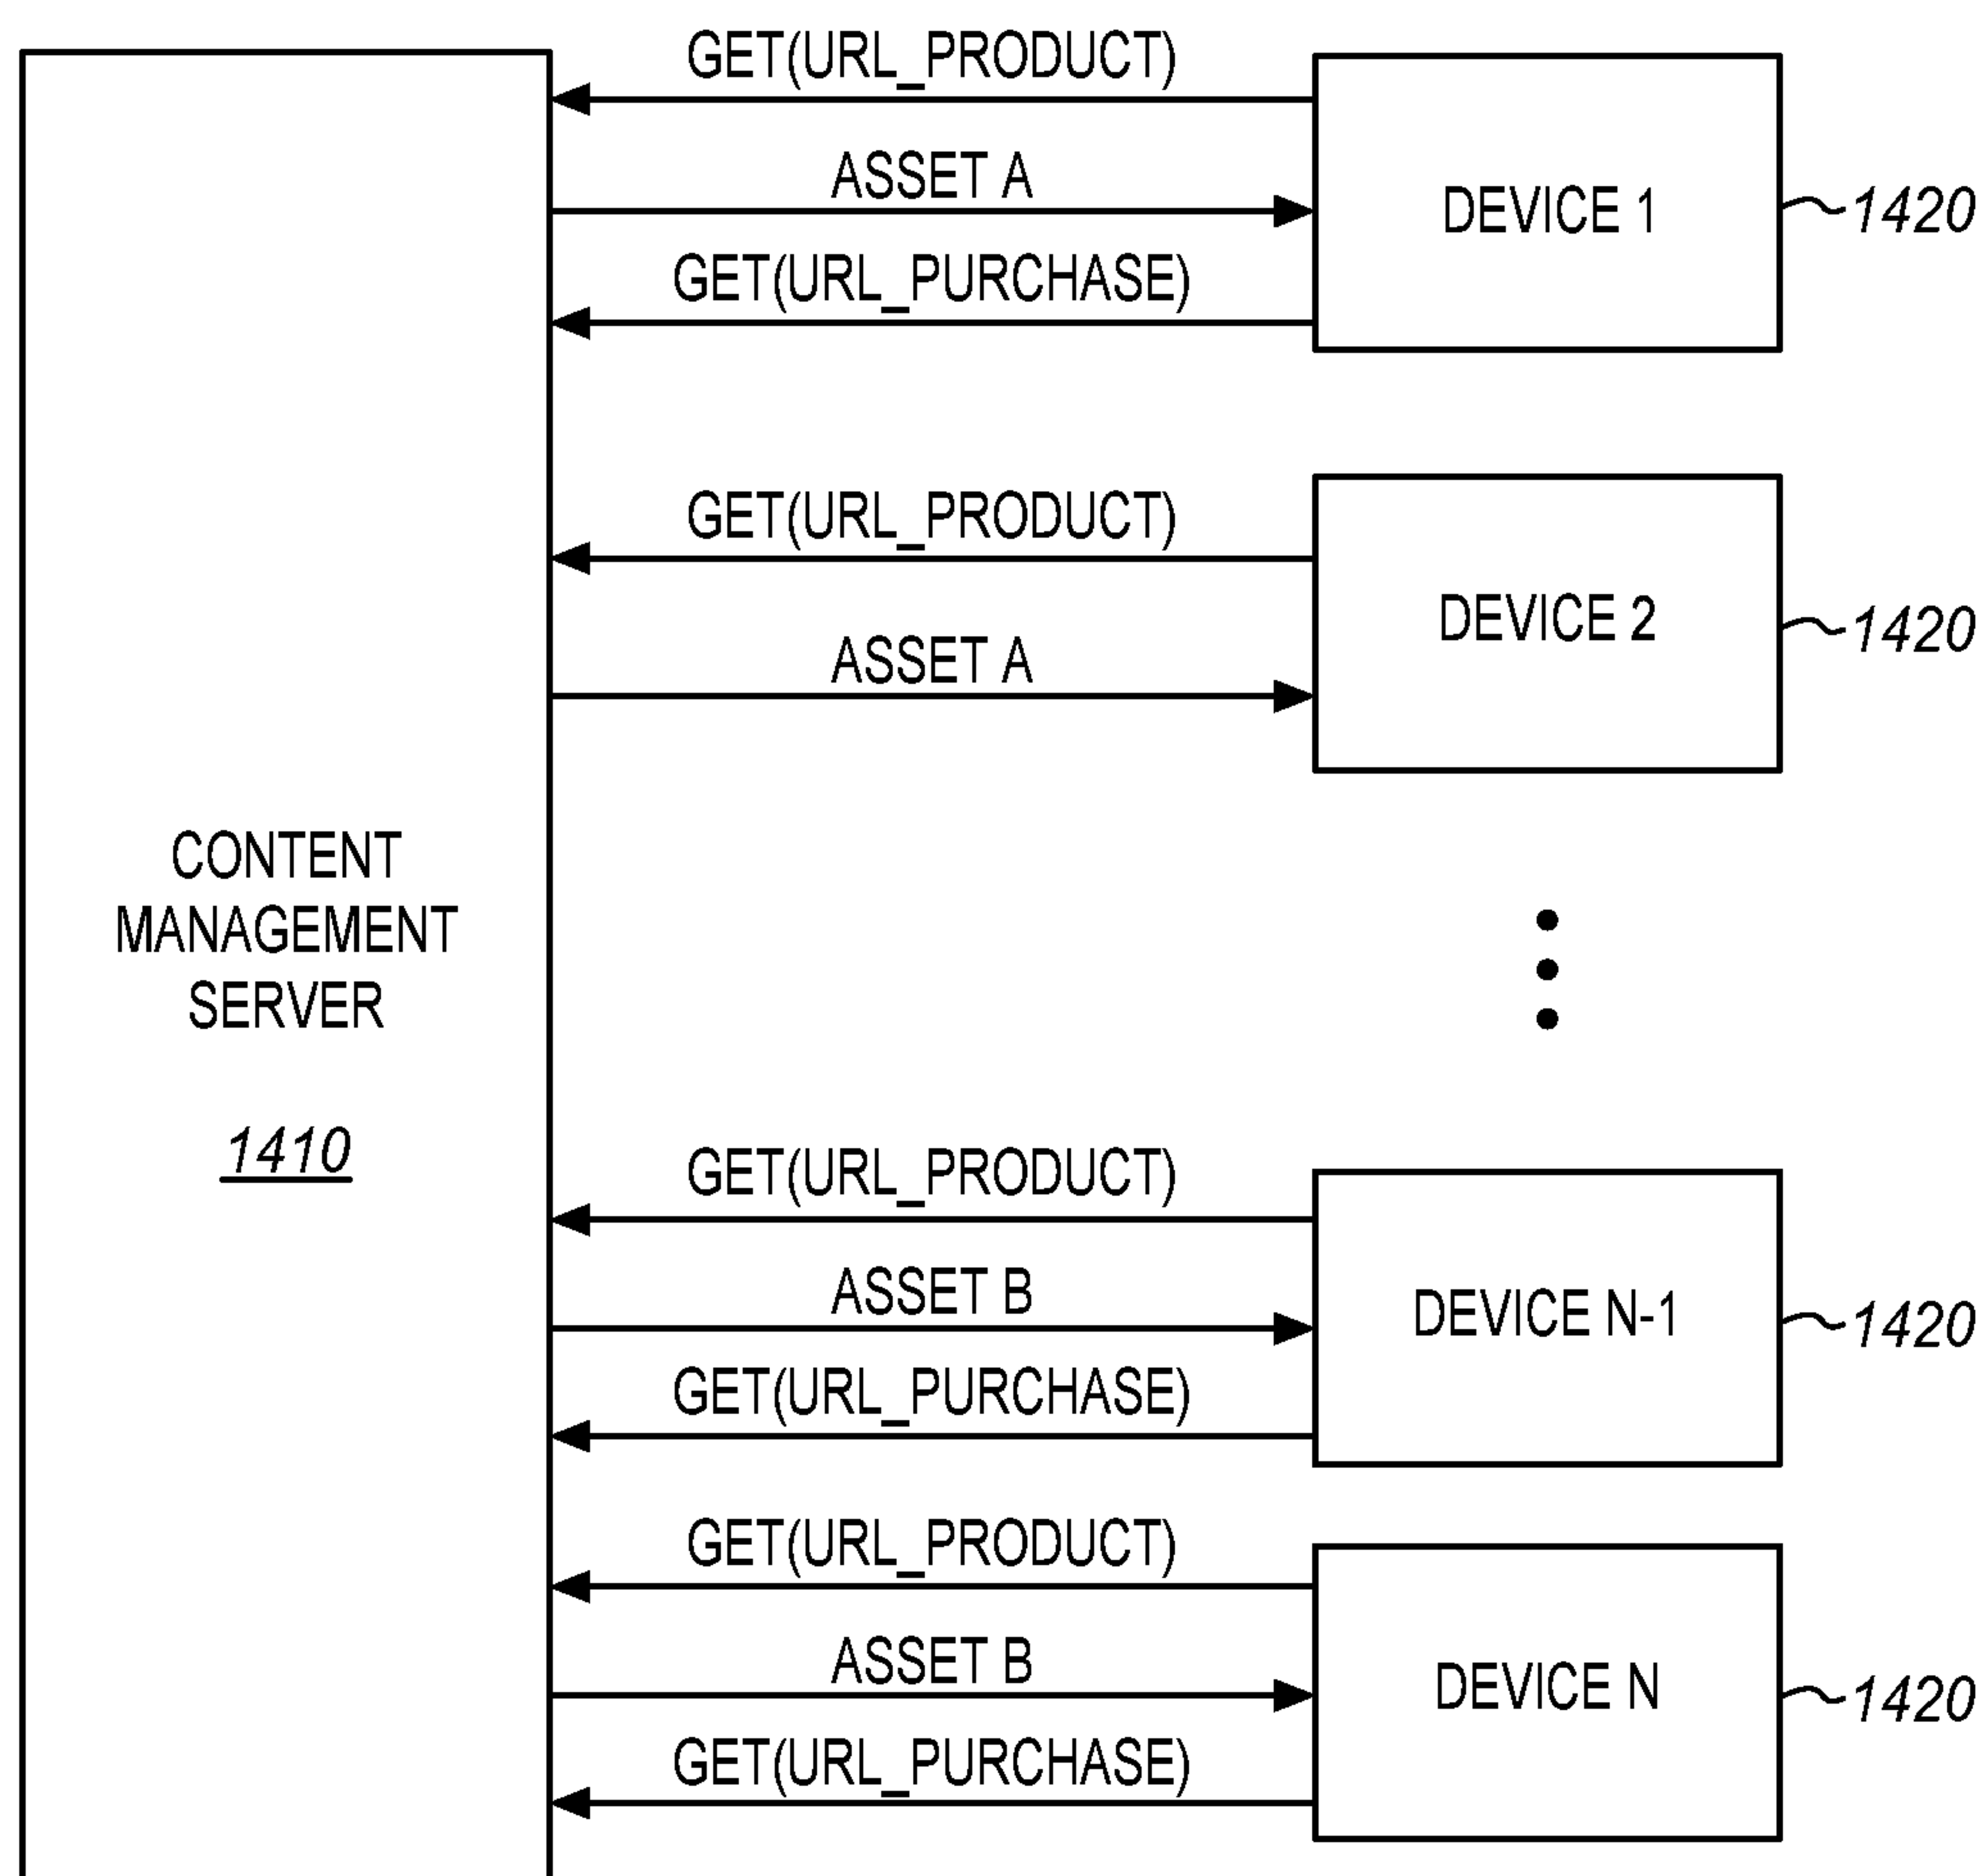 GET(URL_PRODUCT)
ASSET A
GET(URL_PURCHASE)
DEVICE 1
1420
GET(URL_PRODUCT)
ASSET A
DEVICE 2
1420
CONTENT
MANAGEMENT
SERVER
1410
GET(URL_PRODUCT)
ASSET B
GET(URL_PURCHASE)
DEVICE N-1
1420
GET(URL_PRODUCT)
ASSET B
GET(URL_PURCHASE)
DEVICE N
1420